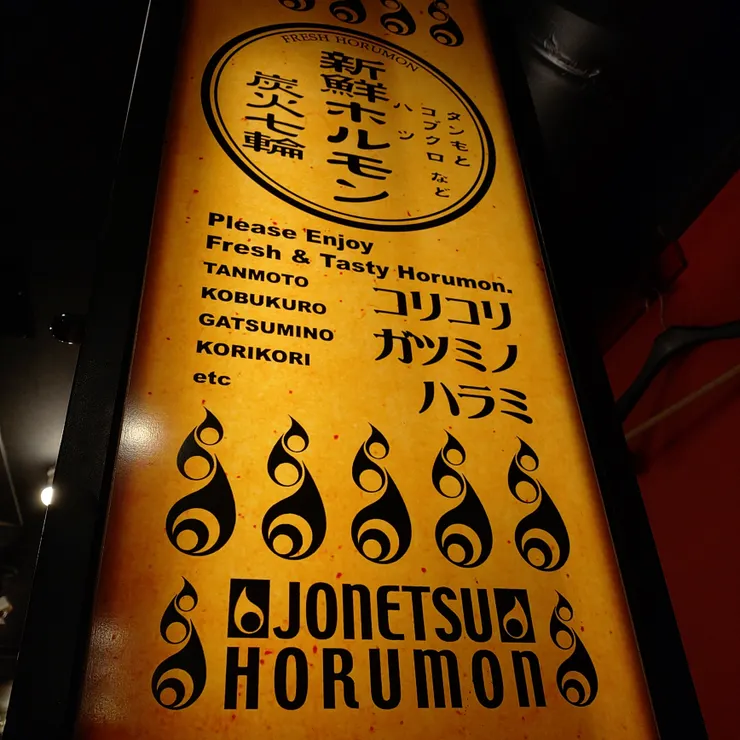 FRESH HORUMON
タンもと
コブクロ など
ハツ
新鮮ホルモン
炭火七輪
Please Enjoy
Fresh & Tasty Horumon.
TANMOTO
KOBUKURO
GATSUMINO
KORIKORI
etc
コリコリ
ガツミノ
ハラミ
JONETSU
HORUMON